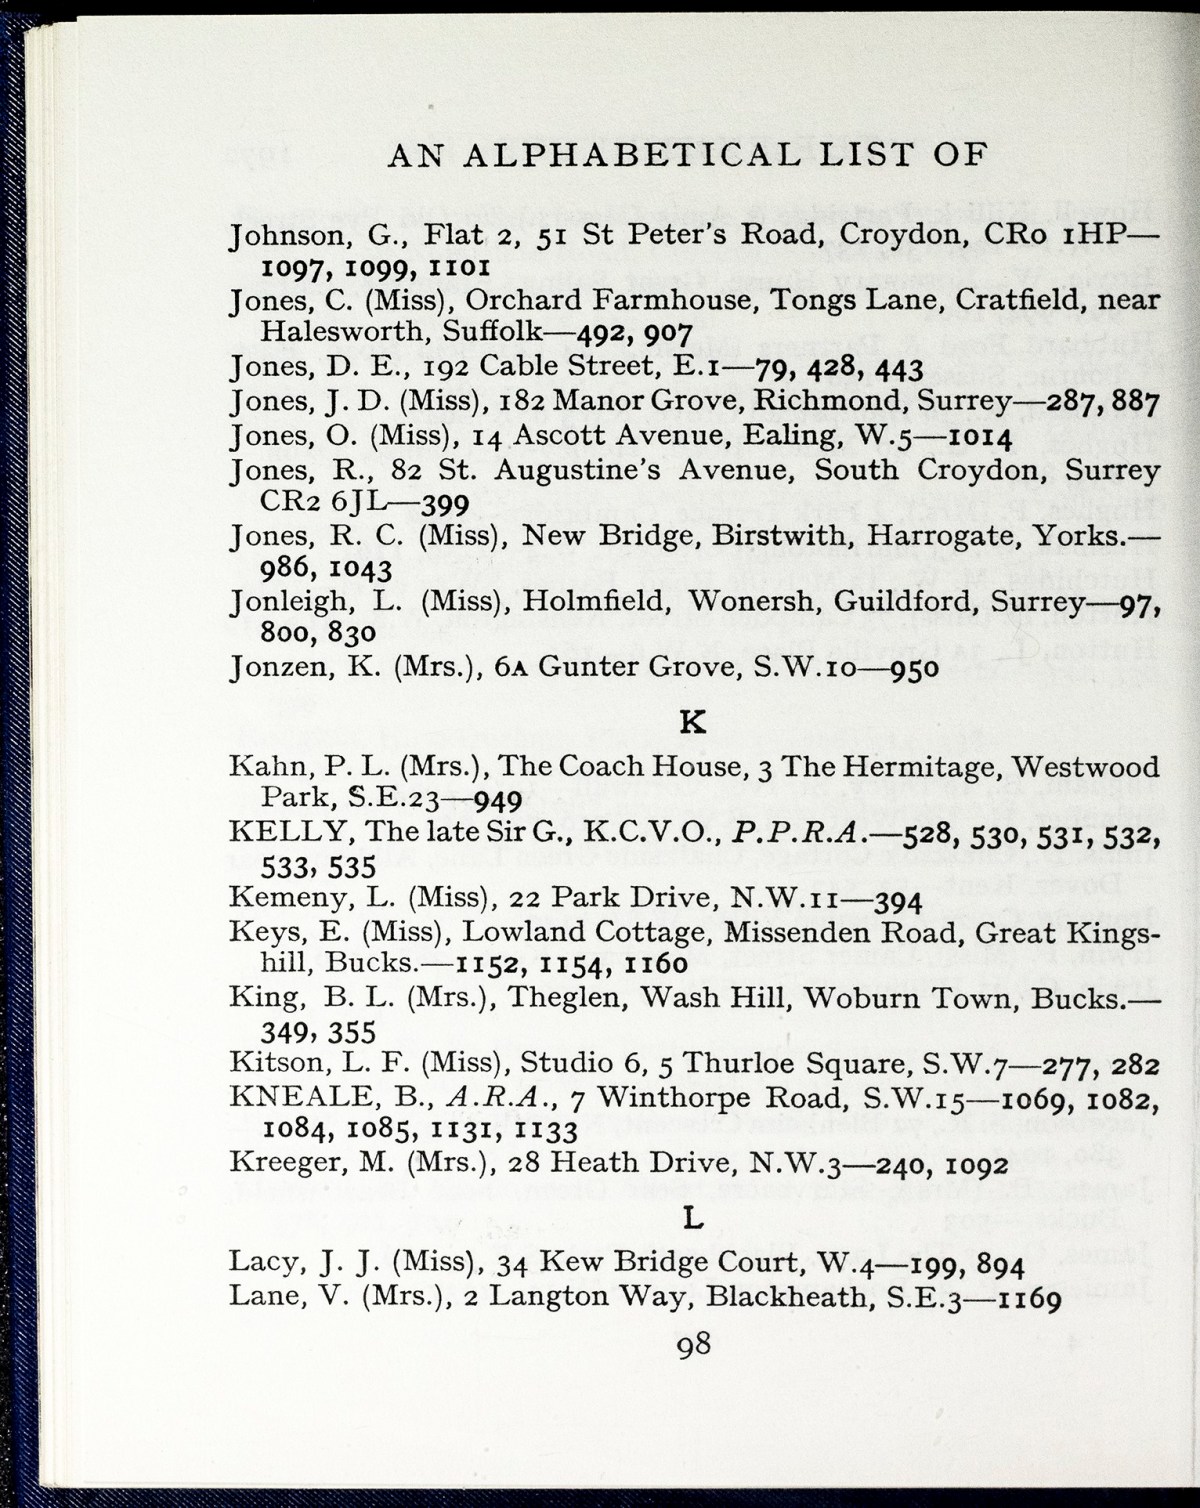 AN ALPHABETICAL LIST OF
Johnson, G., Flat 2, 51 St Peter's Road, Croydon, CR0 1HP—
1097, 1099, 1101
Jones, C. (Miss), Orchard Farmhouse, Tongs Lane, Cratfield, near
Halesworth, Suffolk—492, 907
Jones, D. E., 192 Cable Street, E.1—79, 428, 443
Jones, J. D. (Miss), 182 Manor Grove, Richmond, Surrey—287, 887
Jones, O. (Miss), 14 Ascott Avenue, Ealing, W.5—1014
Jones, R., 82 St. Augustine's Avenue, South Croydon, Surrey
CR2 6JL—399
Jones, R. C. (Miss), New Bridge, Birstwith, Harrogate, Yorks.—
986, 1043
Jonleigh, L. (Miss), Holmfield, Wonersh, Guildford, Surrey—97,
800, 830
Jonzen, K. (Mrs.), 6A Gunter Grove, S.W.10—950
K
Kahn, P. L. (Mrs.), The Coach House, 3 The Hermitage, Westwood
Park, S.E.23—949
KELLY, The late Sir G., K.C.V.O., P.P.R.A.—528, 530, 531, 532,
533, 535
Kemeny, L. (Miss), 22 Park Drive, N.W.11—394
Keys, E. (Miss), Lowland Cottage, Missenden Road, Great Kings-
hill, Bucks.—1152, 1154, 1160
King, B. L. (Mrs.), Theglen, Wash Hill, Woburn Town, Bucks.—
349, 355
Kitson, L. F. (Miss), Studio 6, 5 Thurloe Square, S.W.7—277, 282
KNEALE, B., A.R.A., 7 Winthorpe Road, S.W.15—1069, 1082,
1084, 1085, 1131, 1133
Kreeger, M. (Mrs.), 28 Heath Drive, N.W.3—240, 1092
L
Lacy, J. J. (Miss), 34 Kew Bridge Court, W.4—199, 894
Lane, V. (Mrs.), 2 Langton Way, Blackheath, S.E.3—1169
98